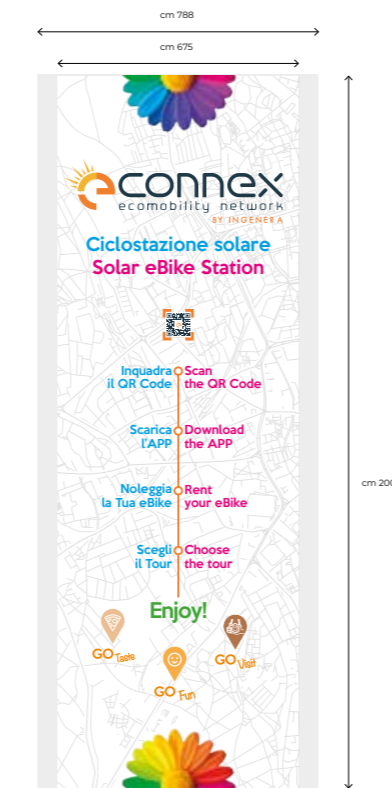 cm 788
cm 675
econnex
ecomobility network
BY INGENERA
Ciclostazione solare
Solar eBike Station
Inquadra
il QR Code
Scan
the QR Code
Scarica
l'APP
Download
the APP
Noleggia
la Tua eBike
Rent
your eBike
Scegli
il Tour
Choose
the tour
Enjoy!
GO Taste
GO Visit
GO Fun
cm 200